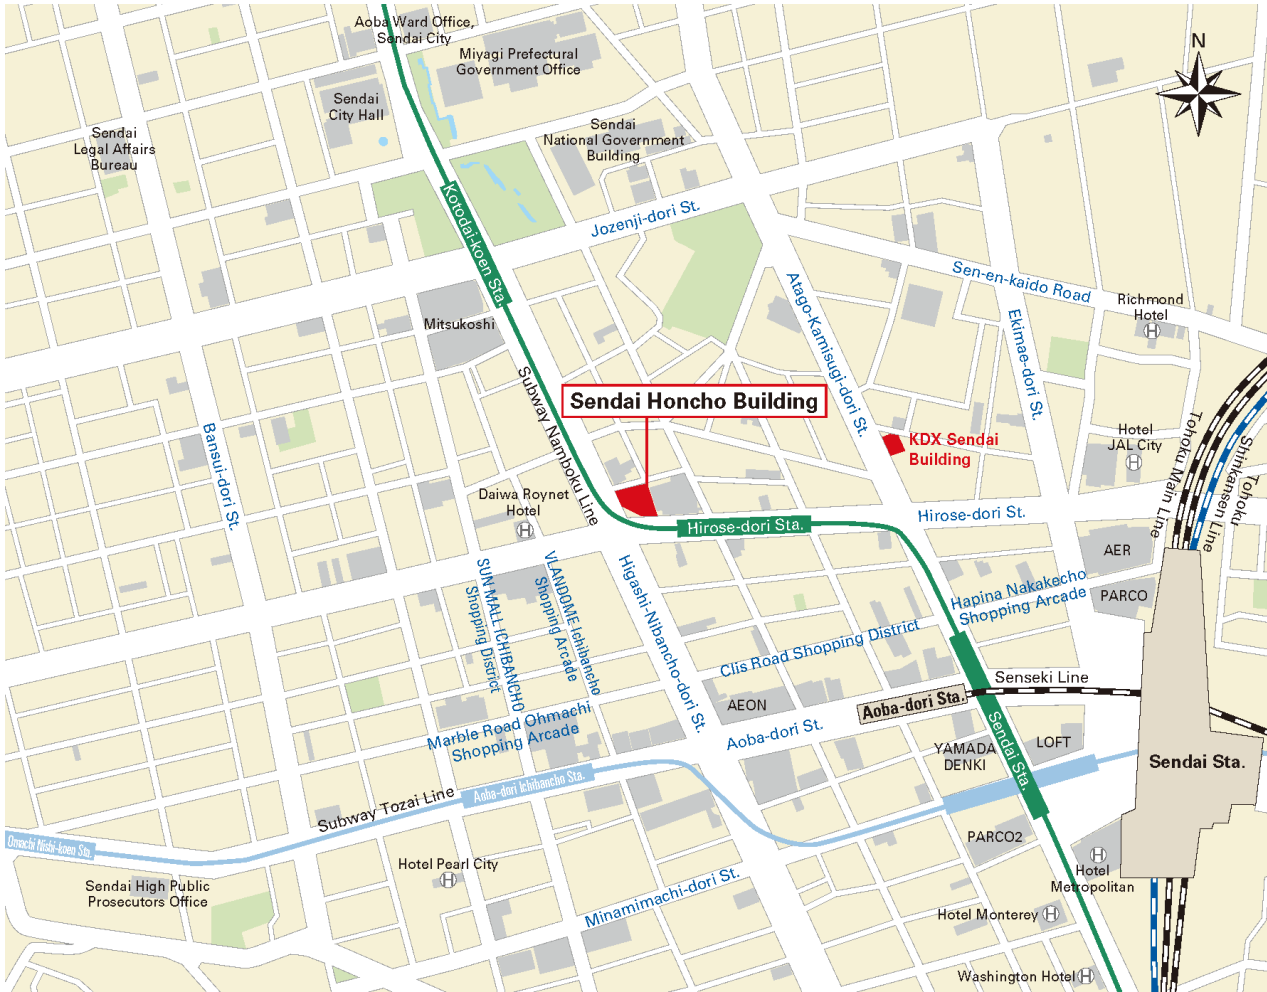 Aoba Ward Office,
Sendai City
Miyagi Prefectural
Government Office
N
Sendai
City Hall
Sendai
Legal Affairs
Bureau
Sendai
National Government
Building
Kotodai-koen Sta.
Jozenji-dori St.
Sen-en-kaido Road
Atago-Kamisugi-dori St.
Ekimae-dori St.
Richmond
Hotel
H
Mitsukoshi
Subway Namboku Line
Sendai Honcho Building
KDX Sendai
Building
Hotel
JAL City
H
Tohoku Main Line
Tohoku
Shinkansen Line
Bansui-dori St.
Daiwa Roynet
Hotel
H
Hirose-dori Sta.
Hirose-dori St.
AER
PARCO
Hapina Nakakecho
Shopping Arcade
SUN MALL ICHIBANCHO
Shopping District
VLANDOME Ichibancho
Shopping Arcade
Higashi-Nibancho-dori St.
Clis Road Shopping District
Senseki Line
AEON
Aoba-dori Sta.
Marble Road Ohmachi
Shopping Arcade
Aoba-dori St.
YAMADA
DENKI
Sendai Sta.
LOFT
Sendai Sta.
Aoba-dori Ichibancho Sta.
Subway Tozai Line
Omachi Nishi-koen Sta.
PARCO2
Hotel Pearl City
H
H
Hotel
Metropolitan
Sendai High Public
Prosecutors Office
Minamimachi-dori St.
Hotel Monterey H
Washington Hotel H